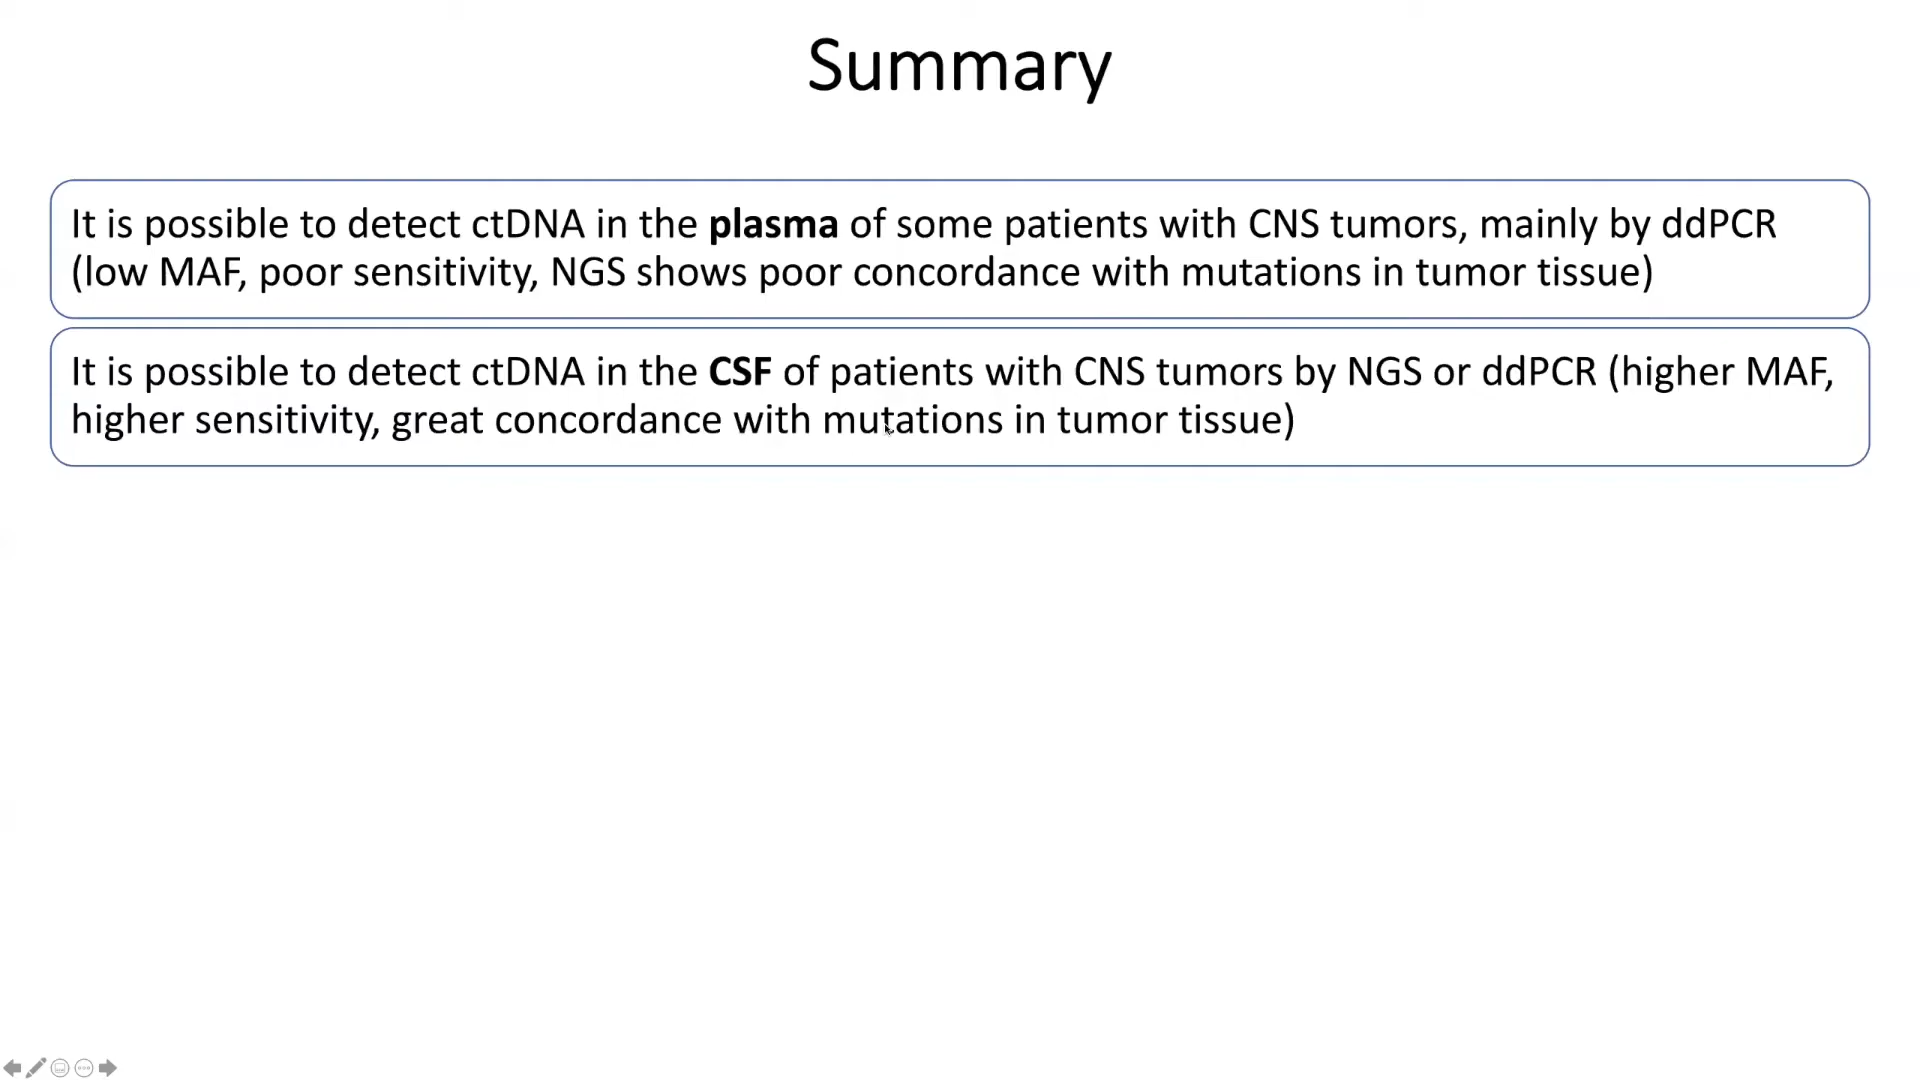 Summary
It is possible to detect ctDNA in the plasma of some patients with CNS tumors, mainly by ddPCR
(low MAF, poor sensitivity, NGS shows poor concordance with mutations in tumor tissue)
It is possible to detect ctDNA in the CSF of patients with CNS tumors by NGS or ddPCR (higher MAF,
higher sensitivity, great concordance with mutations in tumor tissue)